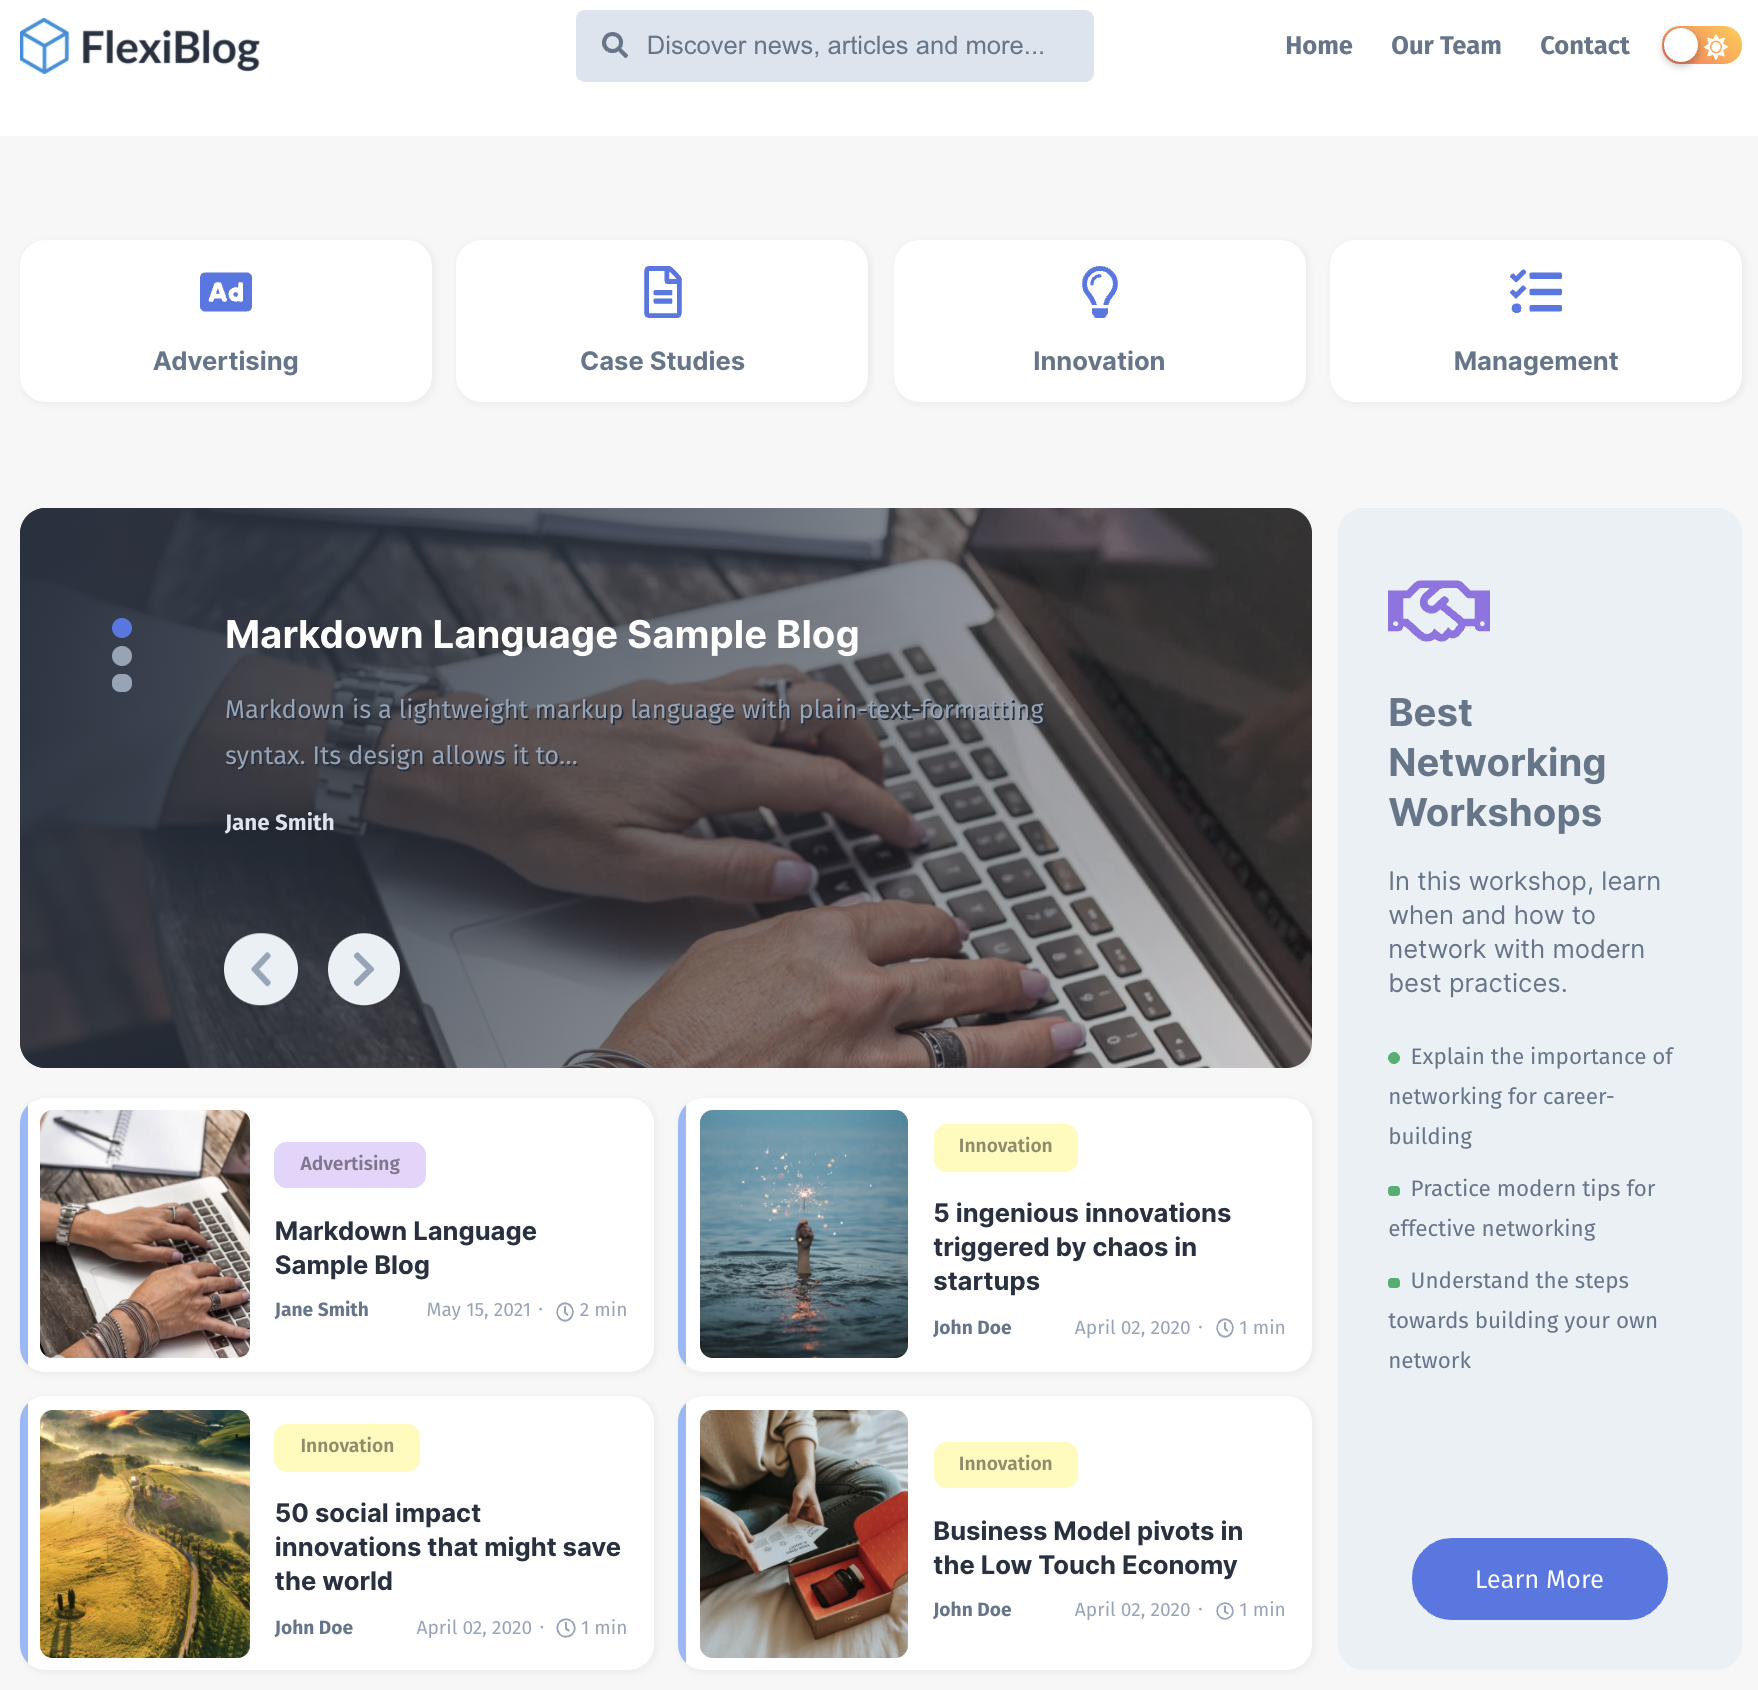 FlexiBlog
Discover news, articles and more...
Home
Our Team
Contact
Ad
Advertising
Case Studies
Innovation
Management
Markdown Language Sample Blog
Markdown is a lightweight markup language with plain-text-formatting
syntax. Its design allows it to...
Jane Smith
Advertising
Markdown Language
Sample Blog
Jane Smith May 15, 2021 · 2 min
Innovation
5 ingenious innovations
triggered by chaos in
startups
John Doe April 02, 2020 · 1 min
Innovation
50 social impact
innovations that might save
the world
John Doe April 02, 2020 · 1 min
Innovation
Business Model pivots in
the Low Touch Economy
John Doe April 02, 2020 · 1 min
Best
Networking
Workshops
In this workshop, learn
when and how to
network with modern
best practices.
Explain the importance of
networking for career-
building
Practice modern tips for
effective networking
Understand the steps
towards building your own
network
Learn More